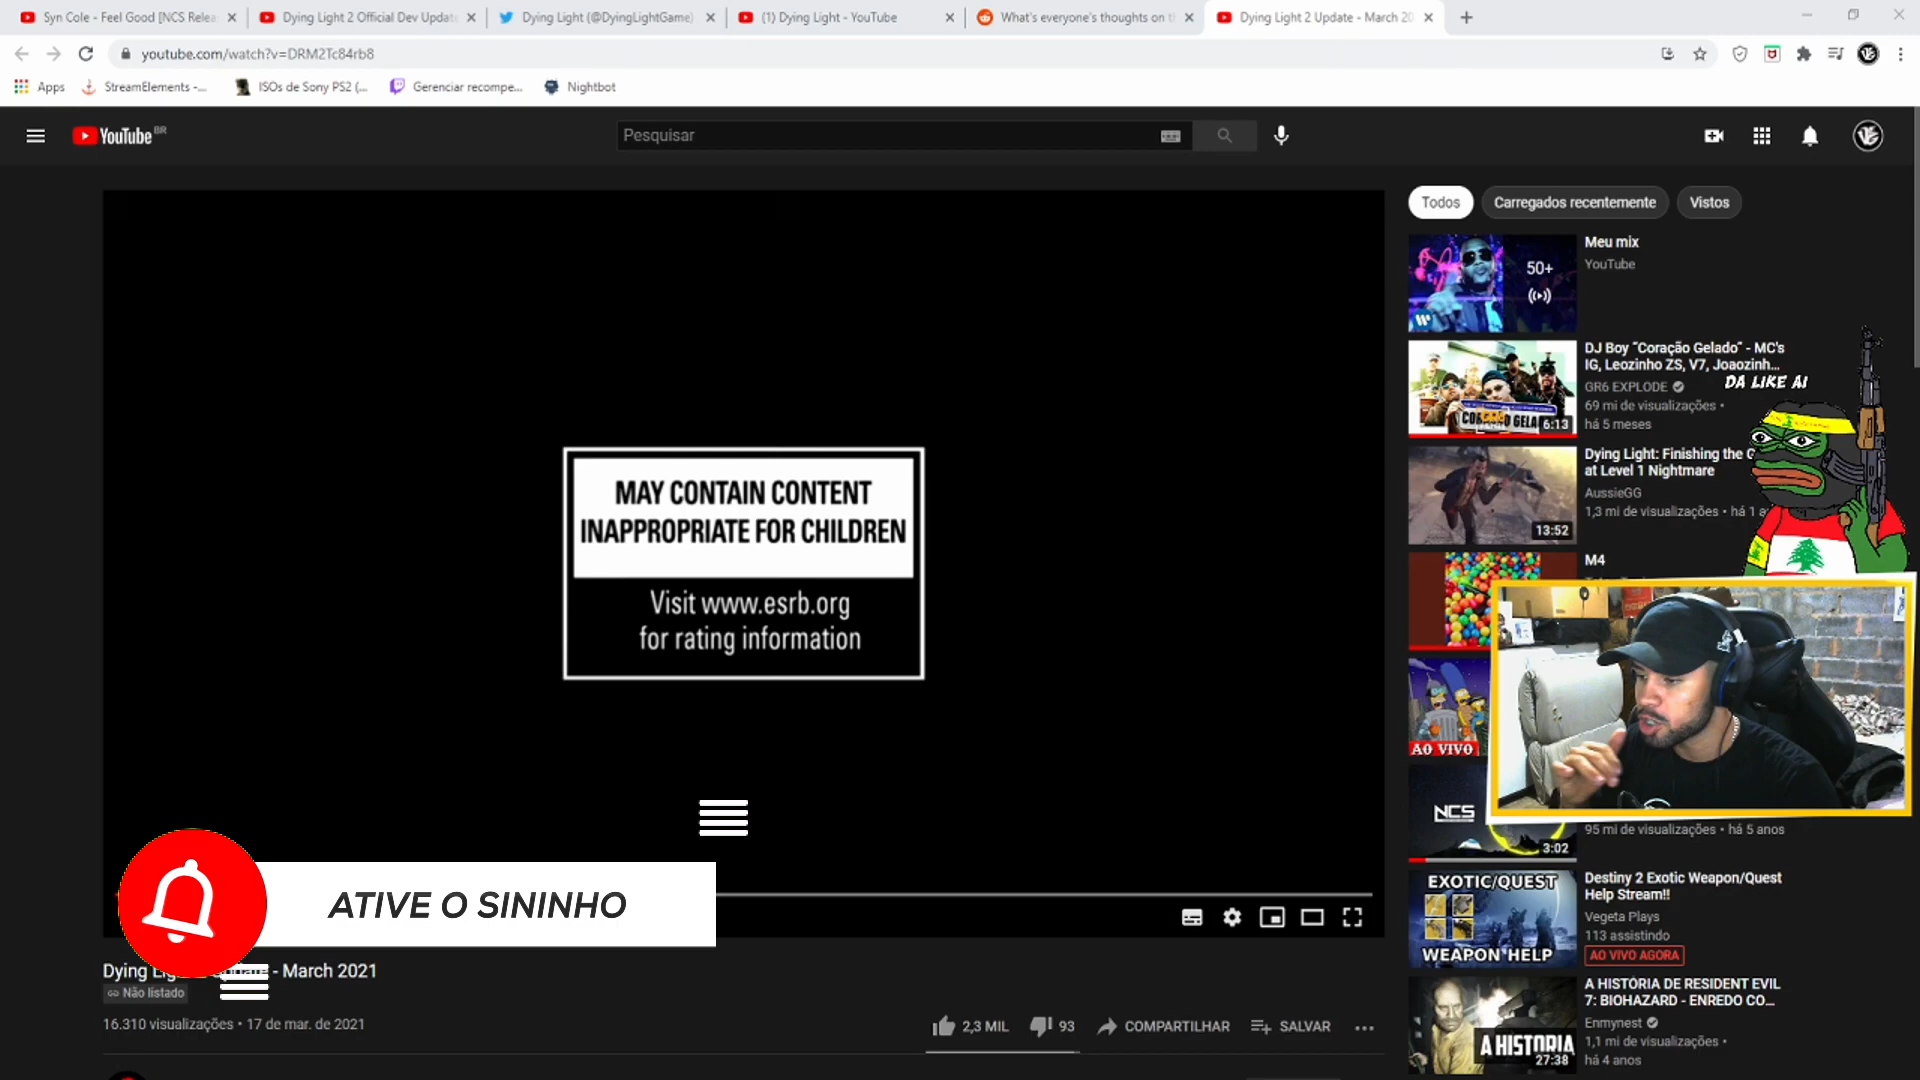 Syn Cole - Feel Good [NCS Relea
Dying Light 2 Official Dev Update
Dying Light (@DyingLightGame)
(1) Dying Light - YouTube
What's everyone's thoughts on t
Dying Light 2 Update - March 20
youtube.com/watch?v=DRM2Tc84rb8
Apps
StreamElements -...
ISOs de Sony PS2 (...
Gerenciar recompe...
Nightbot
YouTube BR
Pesquisar
Todos
Carregados recentemente
Vistos
MAY CONTAIN CONTENT
INAPPROPRIATE FOR CHILDREN
Visit www.esrb.org
for rating information
ATIVE O SININHO
Dying Li
- March 2021
Não listado
16.310 visualizações • 17 de mar. de 2021
2,3 MIL
93
COMPARTILHAR
SALVAR
50+
Meu mix
YouTube
DJ Boy “Coração Gelado” - MC's
IG, Leozinho ZS, V7, Joaozinh...
GR6 EXPLODE
69 mi de visualizações •
há 5 meses
6:13
DA LIKE AI
Dying Light: Finishing the G
at Level 1 Nightmare
AussieGG
1,3 mi de visualizações • há 1 a
13:52
M4
AO VIVO
NCS
3:02
95 mi de visualizações • há 5 anos
EXOTIC/QUEST
WEAPON HELP
Destiny 2 Exotic Weapon/Quest
Help Stream!!
Vegeta Plays
113 assistindo
AO VIVO AGORA
A HISTORIA
27:38
A HISTÓRIA DE RESIDENT EVIL
7: BIOHAZARD - ENREDO CO...
Enmynest
1,1 mi de visualizações •
há 4 anos